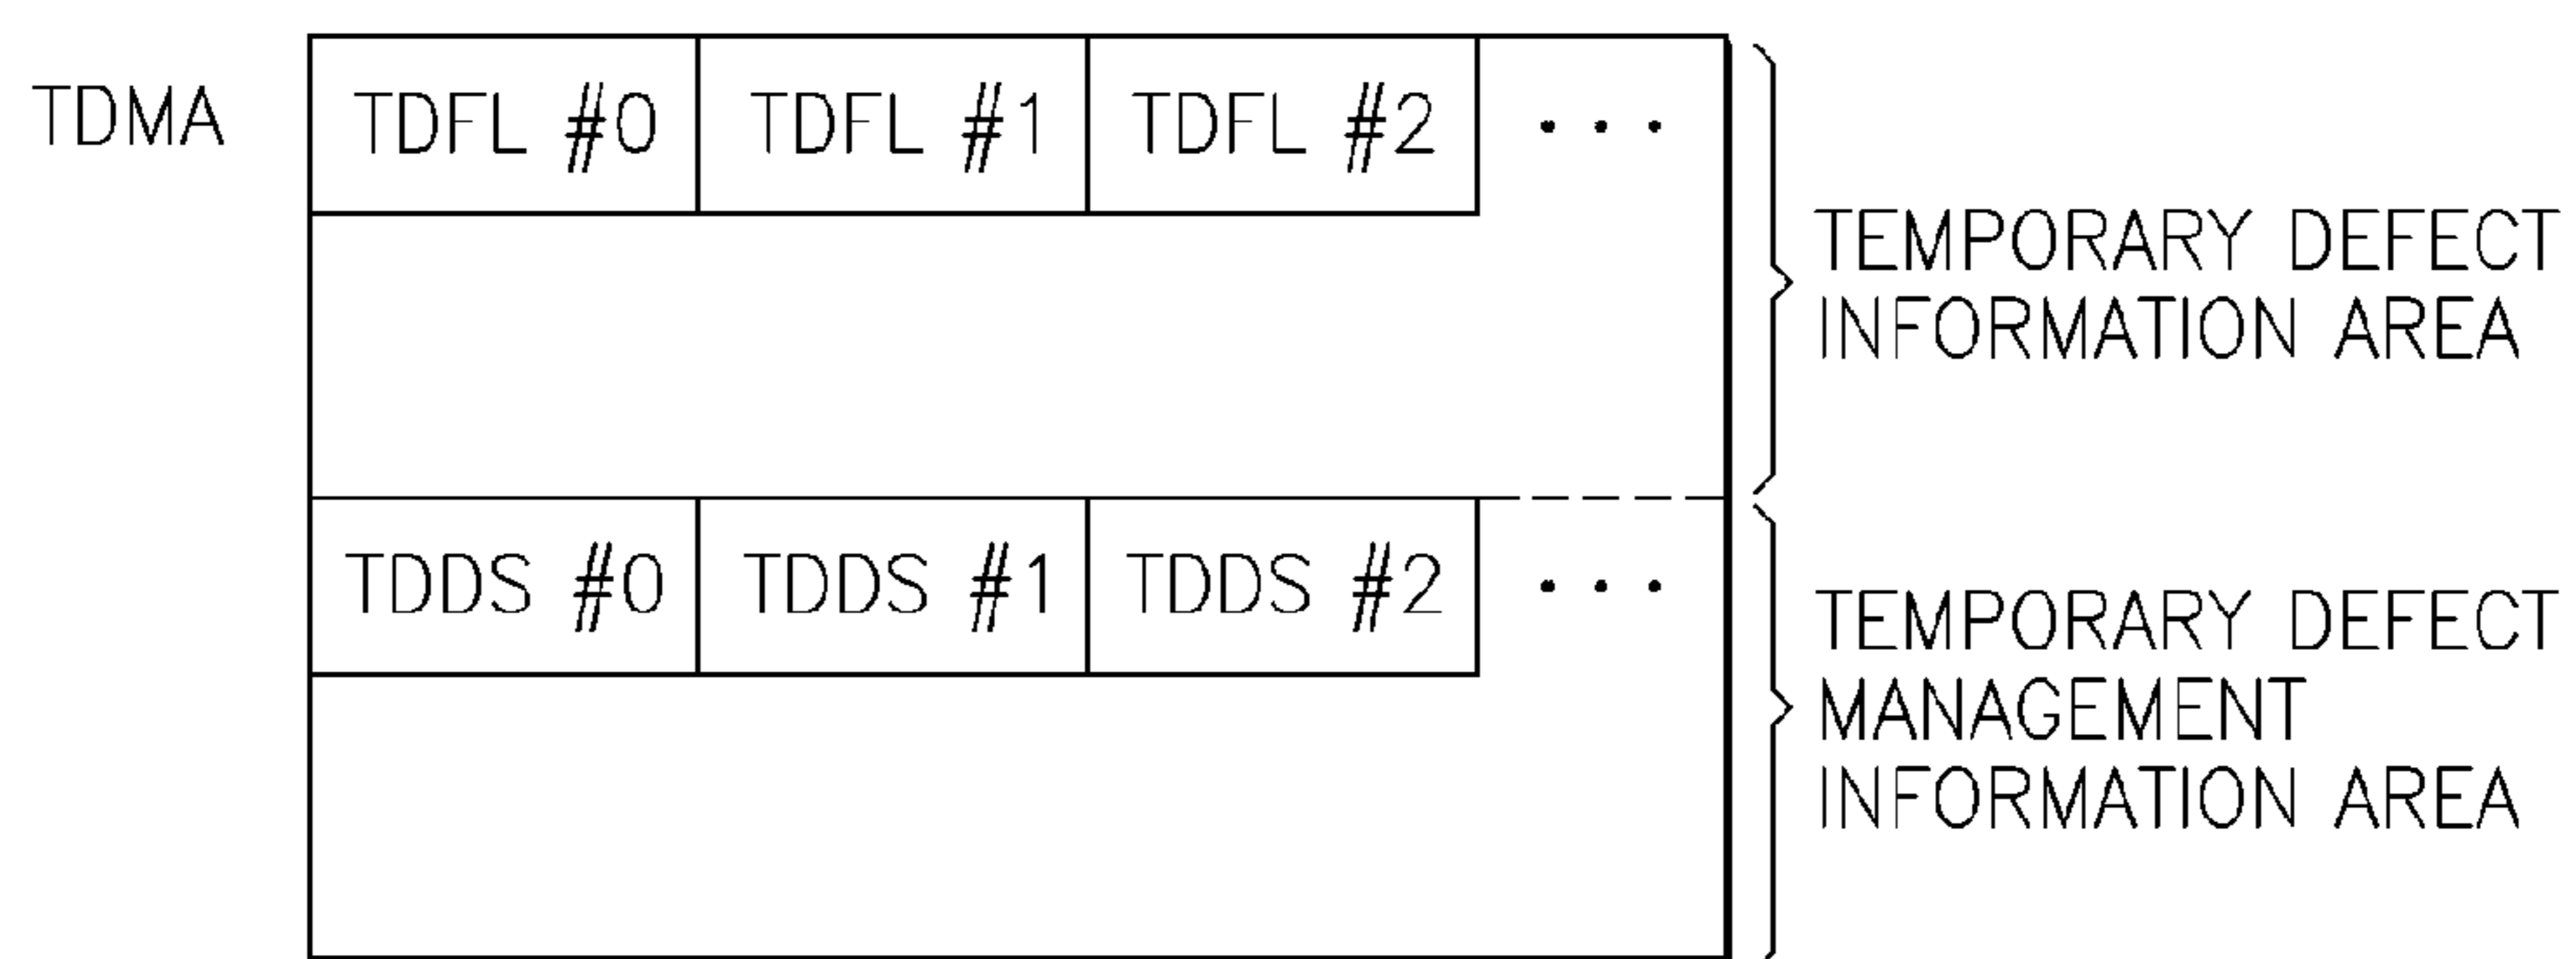 TDMA
TDFL #0 TDFL #1 TDFL #2 ...
TEMPORARY DEFECT
INFORMATION AREA
TDDS #0 TDDS #1 TDDS #2 ...
TEMPORARY DEFECT
MANAGEMENT
INFORMATION AREA